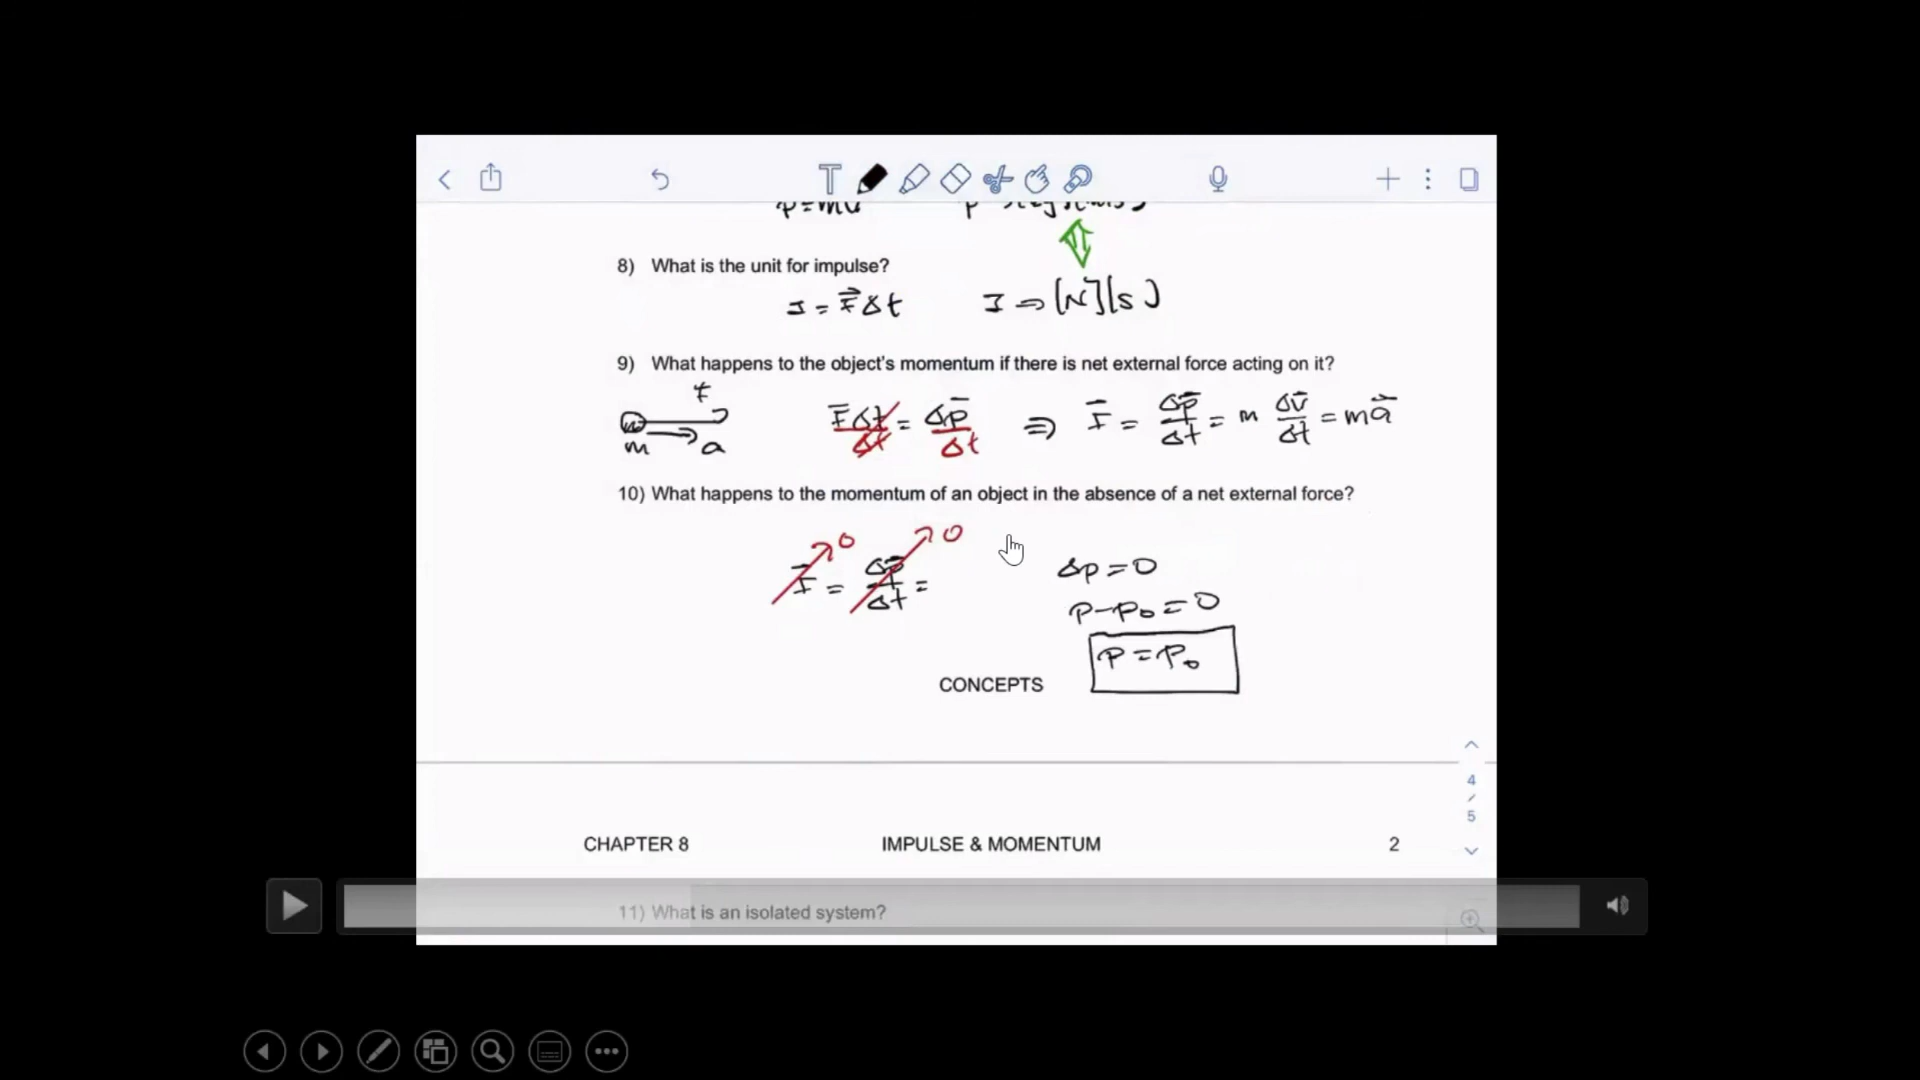 p = mv
8) What is the unit for impulse?
I = F⃗Δt I ⇒ [N][s]
9) What happens to the object's momentum if there is net external force acting on it?
F
m a
F⃗Δt/Δt = Δp⃗/Δt ⇒ F⃗ = Δp⃗/Δt = m Δv⃗/Δt = ma⃗
10) What happens to the momentum of an object in the absence of a net external force?
0 0
F⃗ = Δp⃗/Δt =
Δp = 0
p - p₀ = 0
p = p₀
CONCEPTS
4
/
5
CHAPTER 8 IMPULSE & MOMENTUM 2
11) What is an isolated system?